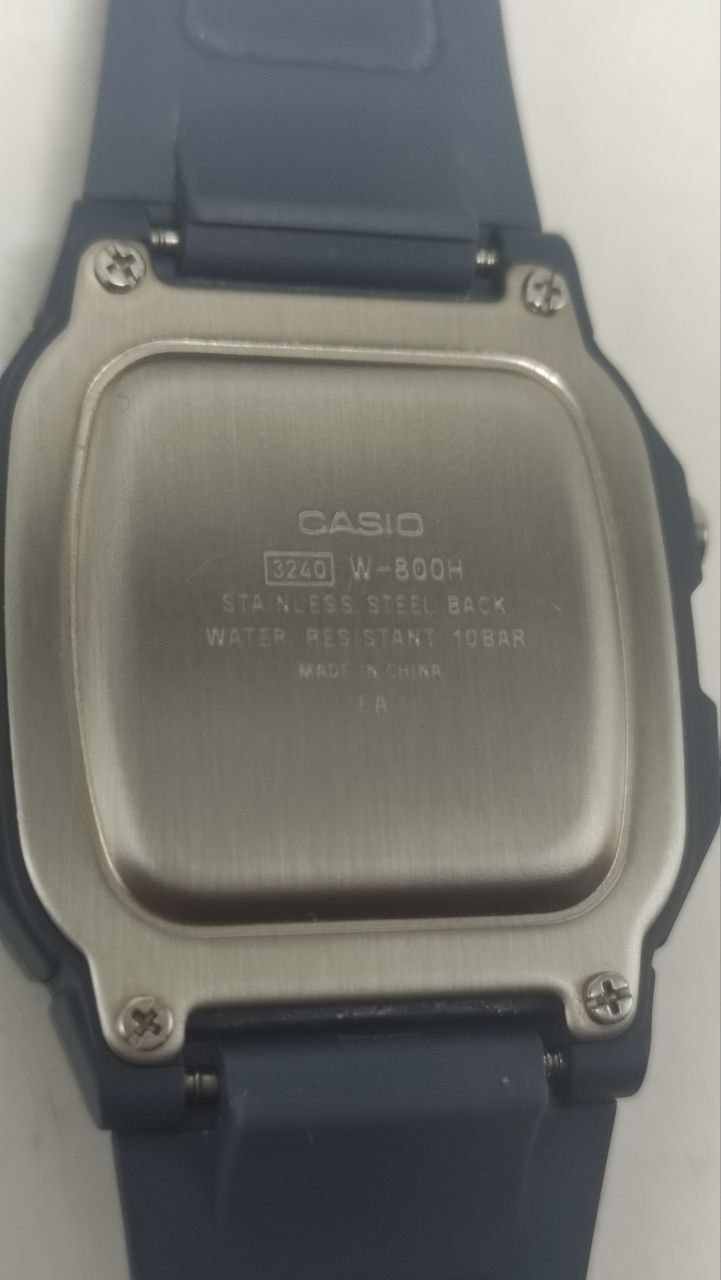 CASIO
3240 W-800H
STAINLESS STEEL BACK
WATER RESISTANT 10BAR
MADE IN CHINA
EA